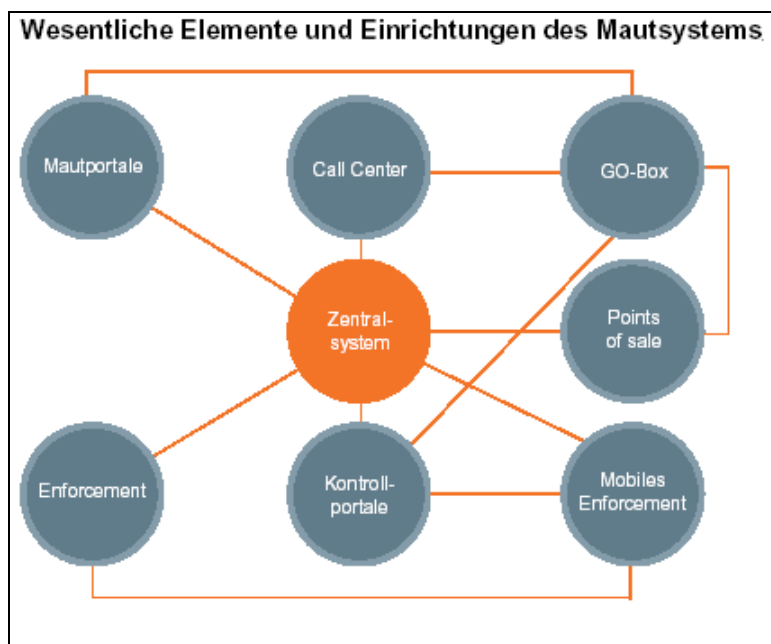 Wesentliche Elemente und Einrichtungen des Mautsystems
Mautportale
Call Center
GO-Box
Zentral-
system
Points
of sale
Enforcement
Kontroll-
portale
Mobiles
Enforcement